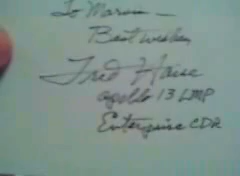 To Marcus —
Best wishes,
Fred Haise
Apollo 13 LMP
Enterprise CDR